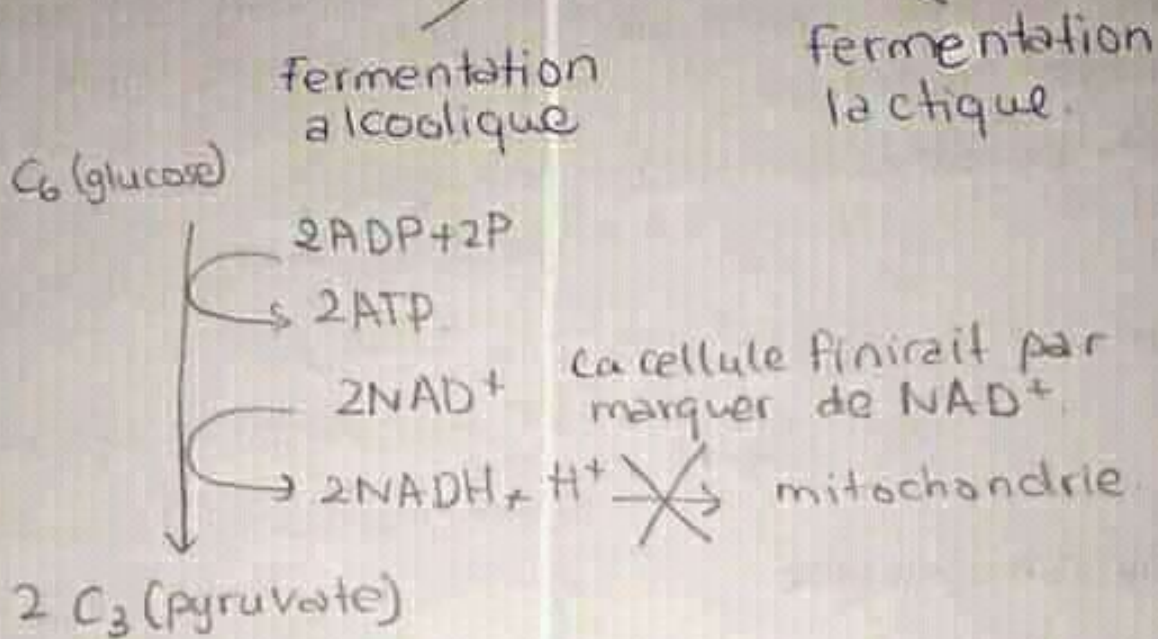 fermentation
alcoolique
fermentation
lactique.
C6 (glucose)
2ADP+2P
2ATP
2NAD+
La cellule finirait par
marquer de NAD+.
2NADH, H+
mitochondrie.
2 C3 (pyruvate)